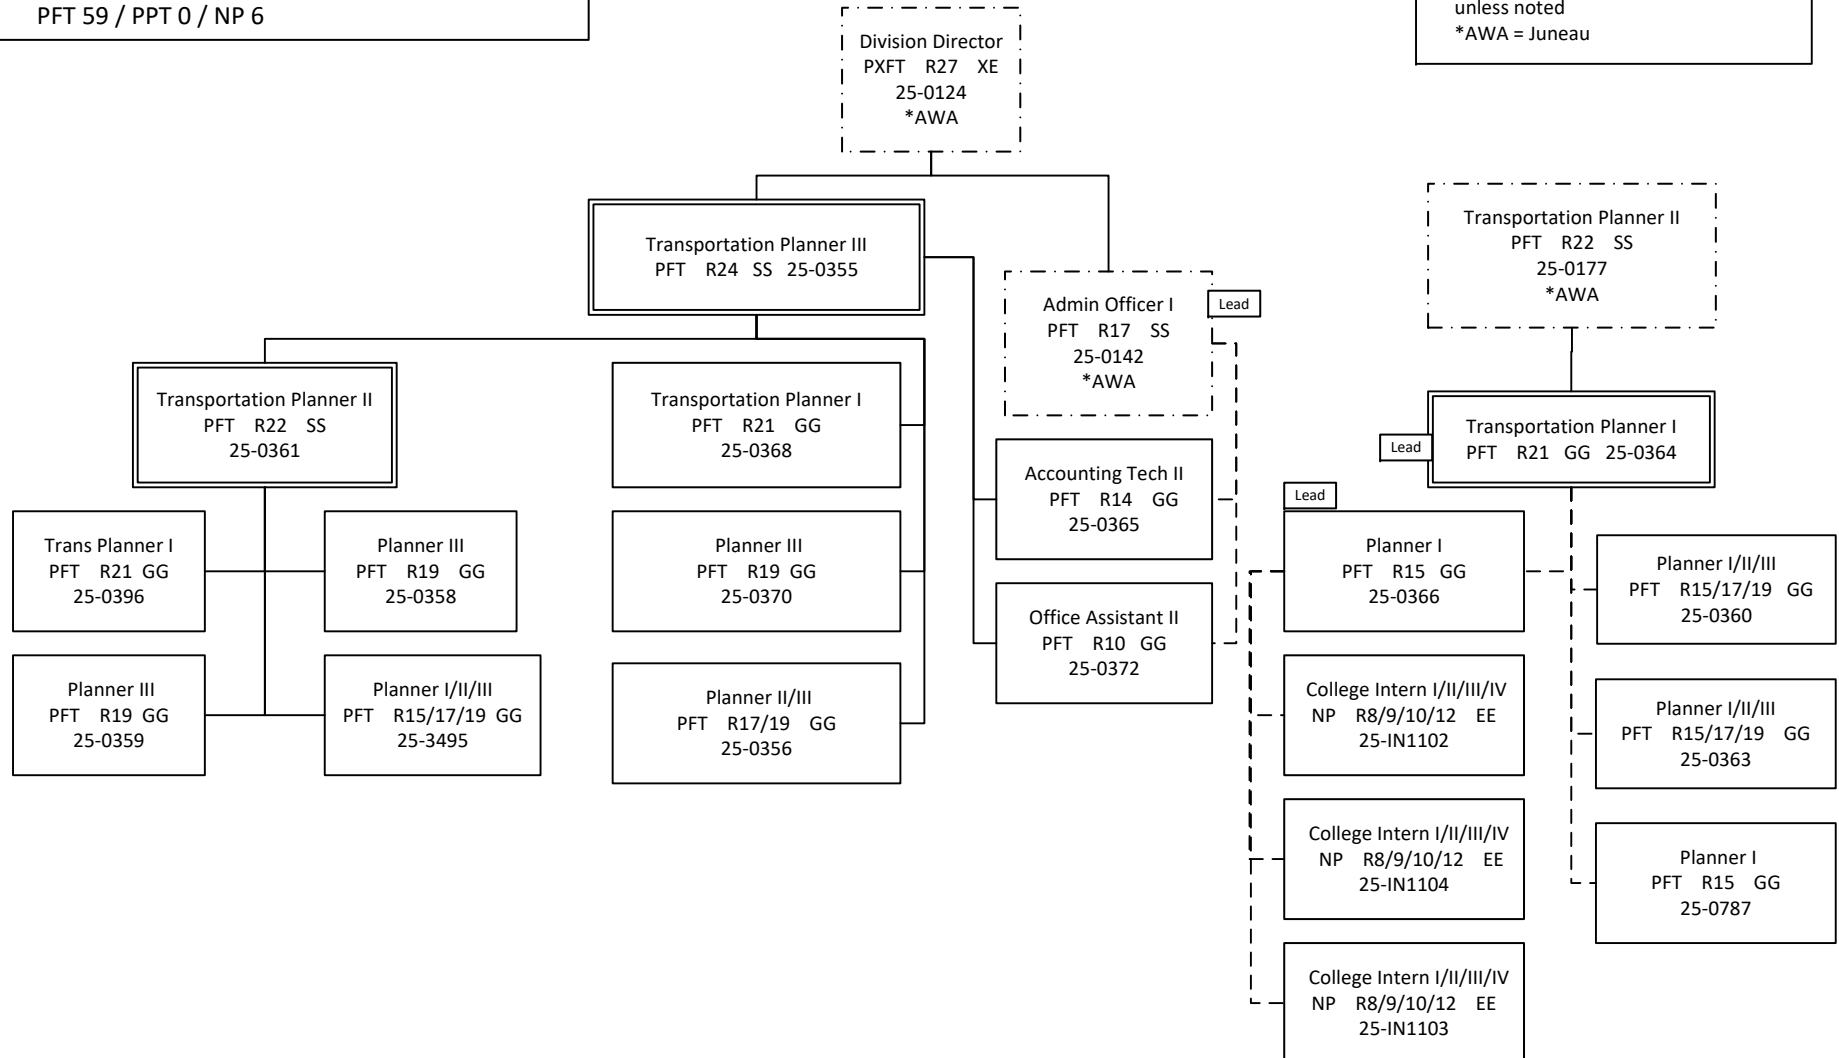 PFT 59 / PPT 0 / NP 6
unless noted
*AWA = Juneau
Division Director
PXFT R27 XE
25-0124
*AWA
Transportation Planner III
PFT R24 SS 25-0355
Admin Officer I
PFT R17 SS
25-0142
*AWA
Lead
Transportation Planner II
PFT R22 SS
25-0177
*AWA
Transportation Planner II
PFT R22 SS
25-0361
Transportation Planner I
PFT R21 GG
25-0368
Accounting Tech II
PFT R14 GG
25-0365
Lead
Transportation Planner I
PFT R21 GG 25-0364
Trans Planner I
PFT R21 GG
25-0396
Planner III
PFT R19 GG
25-0358
Planner III
PFT R19 GG
25-0370
Office Assistant II
PFT R10 GG
25-0372
Lead
Planner I
PFT R15 GG
25-0366
Planner I/II/III
PFT R15/17/19 GG
25-0360
Planner III
PFT R19 GG
25-0359
Planner I/II/III
PFT R15/17/19 GG
25-3495
Planner II/III
PFT R17/19 GG
25-0356
College Intern I/II/III/IV
NP R8/9/10/12 EE
25-IN1102
Planner I/II/III
PFT R15/17/19 GG
25-0363
College Intern I/II/III/IV
NP R8/9/10/12 EE
25-IN1104
Planner I
PFT R15 GG
25-0787
College Intern I/II/III/IV
NP R8/9/10/12 EE
25-IN1103